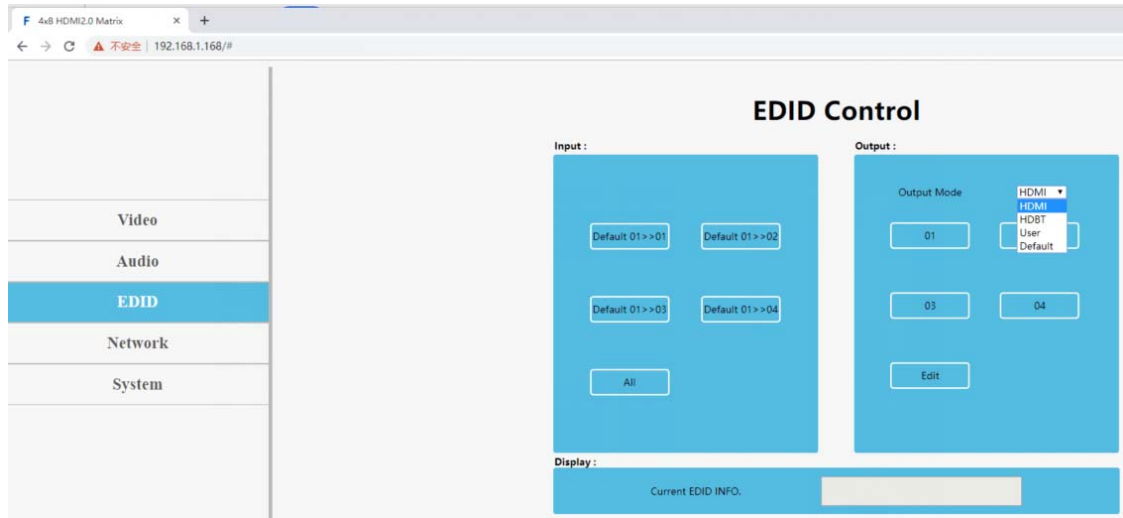 F 4x8 HDMI2.0 Matrix × +
← → C ▲ 不安全 | 192.168.1.168/#
EDID Control
Input :
Output :
Output Mode
HDMI ▼
HDMI
HDBT
User
Default
Video
Audio
EDID
Network
System
Default 01>>01
Default 01>>02
Default 01>>03
Default 01>>04
All
01
03
04
Edit
Display :
Current EDID INFO.